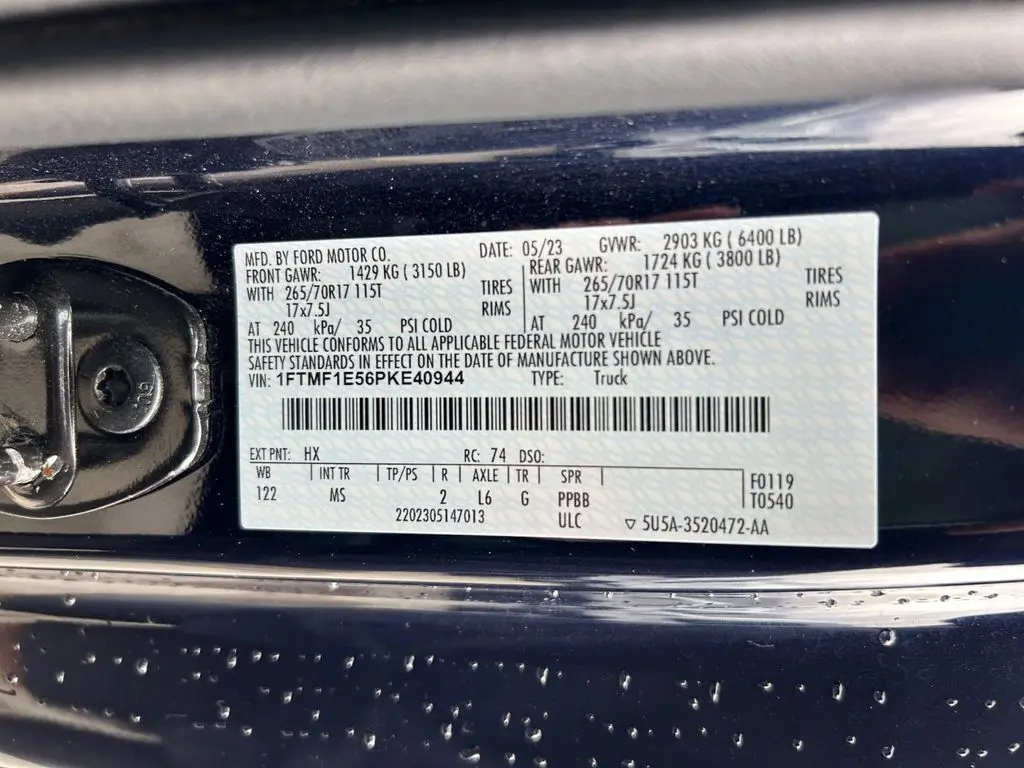 MFD. BY FORD MOTOR CO. DATE: 05/23 GVWR: 2903 KG ( 6400 LB)
FRONT GAWR: 1429 KG ( 3150 LB) REAR GAWR: 1724 KG ( 3800 LB)
WITH 265/70R17 115T TIRES WITH 265/70R17 115T TIRES
17x7.5J RIMS 17x7.5J RIMS
AT 240 kPa/ 35 PSI COLD AT 240 kPa/ 35 PSI COLD
THIS VEHICLE CONFORMS TO ALL APPLICABLE FEDERAL MOTOR VEHICLE
SAFETY STANDARDS IN EFFECT ON THE DATE OF MANUFACTURE SHOWN ABOVE.
VIN: 1FTMF1E56PKE40944 TYPE: Truck
EXT PNT: HX RC: 74 DSO:
WB INT TR TP/PS R AXLE TR SPR F0119
122 MS 2 L6 G PPBB T0540
2202305147013 ULC ▽ 5U5A-3520472-AA